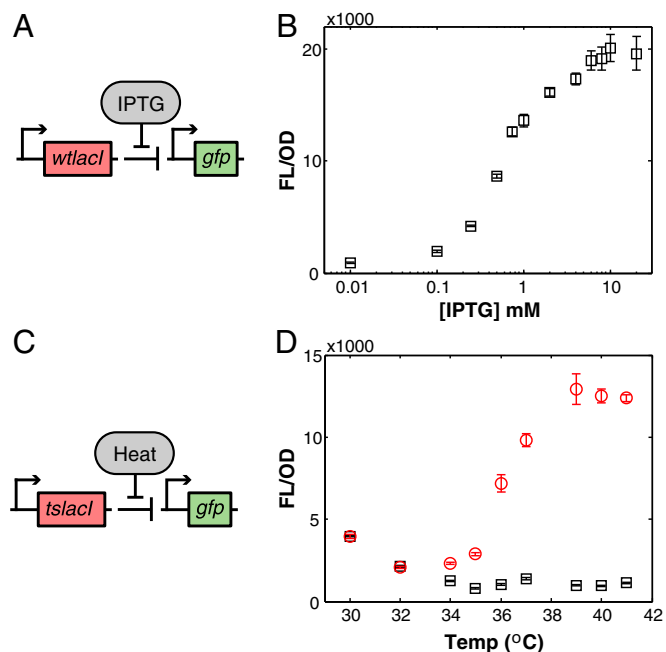 A
IPTG
wtlacI
gfp
B
x1000
FL/OD
20
10
0
0.01
0.1
1
10
[IPTG] mM
C
Heat
tslacI
gfp
D
x1000
FL/OD
15
10
5
0
30
32
34
36
38
40
42
Temp (°C)